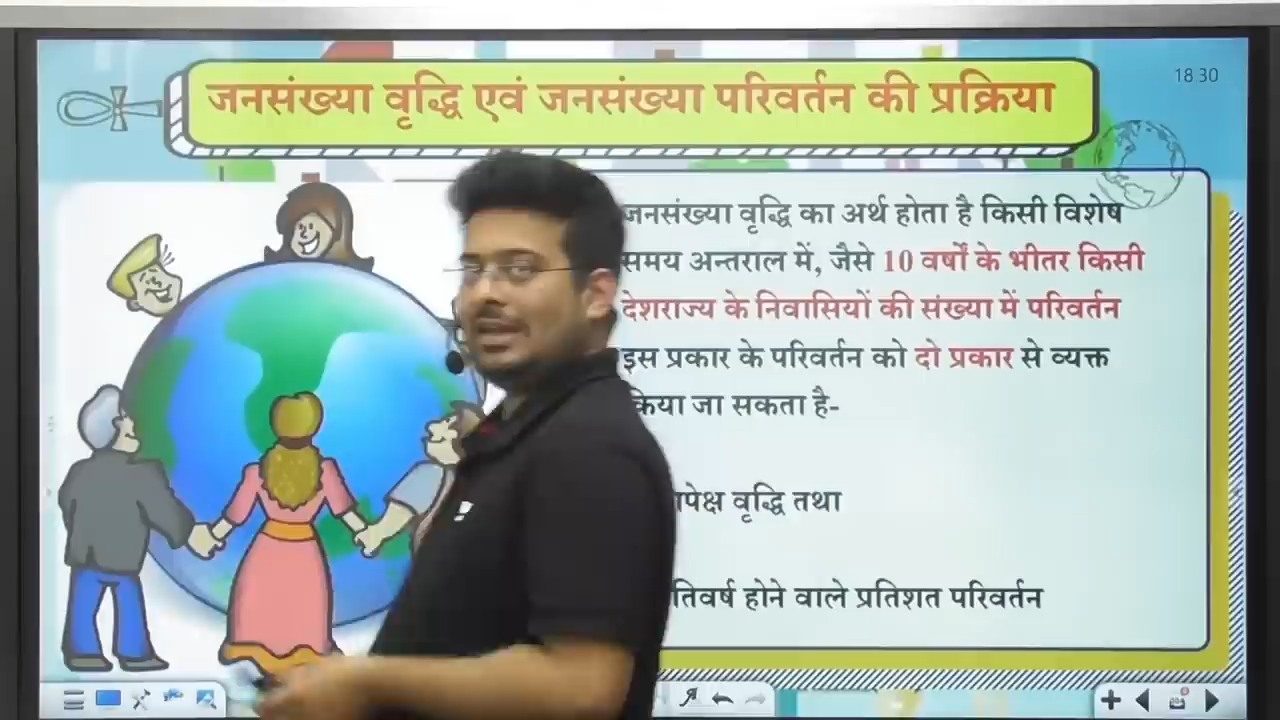 जनसंख्या वृद्धि एवं जनसंख्या परिवर्तन की प्रक्रिया
18 30
जनसंख्या वृद्धि का अर्थ होता है किसी विशेष
समय अन्तराल में, जैसे 10 वर्षों के भीतर किसी
देशराज्य के निवासियों की संख्या में परिवर्तन
इस प्रकार के परिवर्तन को दो प्रकार से व्यक्त
किया जा सकता है-
वृद्धि तथा
होने वाले प्रतिशत परिवर्तन